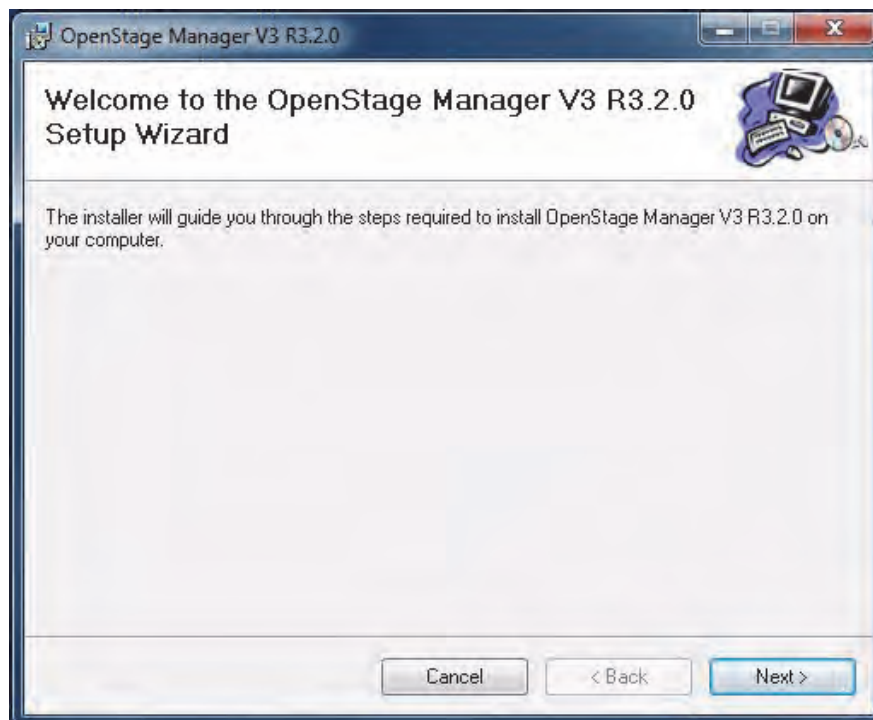 OpenStage Manager V3 R3.2.0
Welcome to the OpenStage Manager V3 R3.2.0
Setup Wizard
The installer will guide you through the steps required to install OpenStage Manager V3 R3.2.0 on
your computer.
Cancel
< Back
Next >